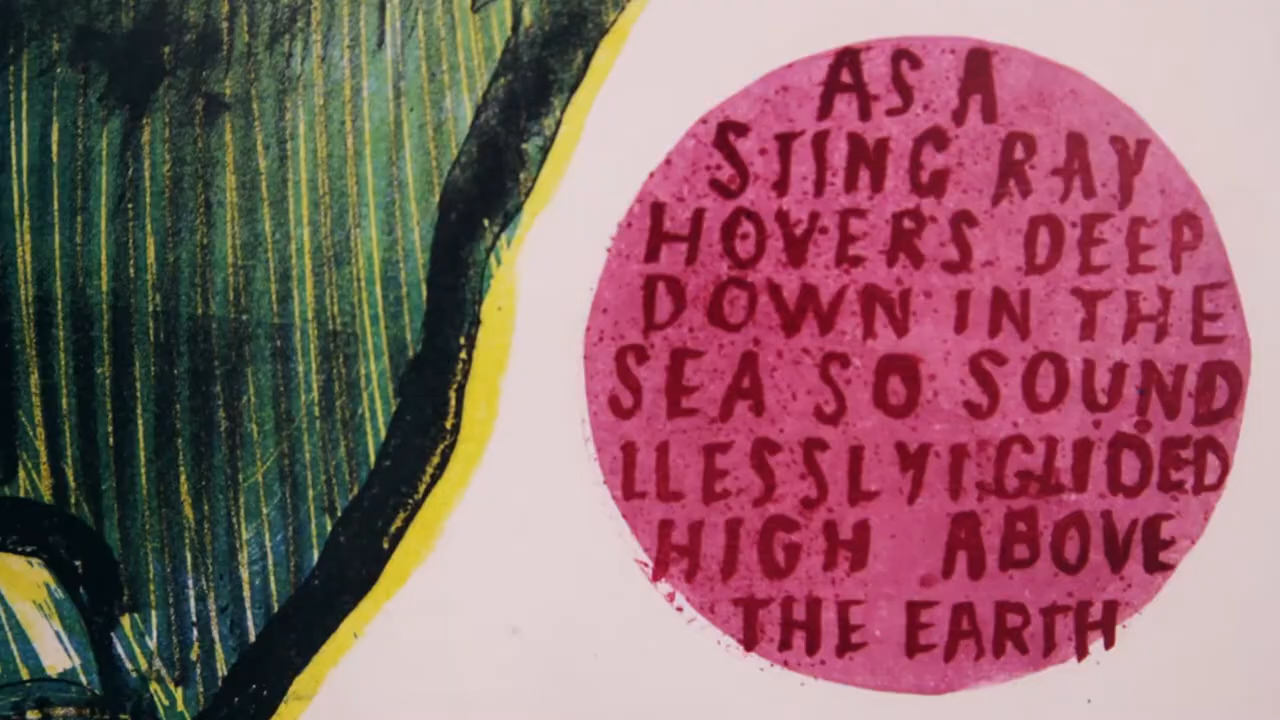 AS A
STING RAY
HOVERS DEEP
DOWN IN THE
SEA SO SOUND
LLESSLY I GLIDED
HIGH ABOVE
THE EARTH